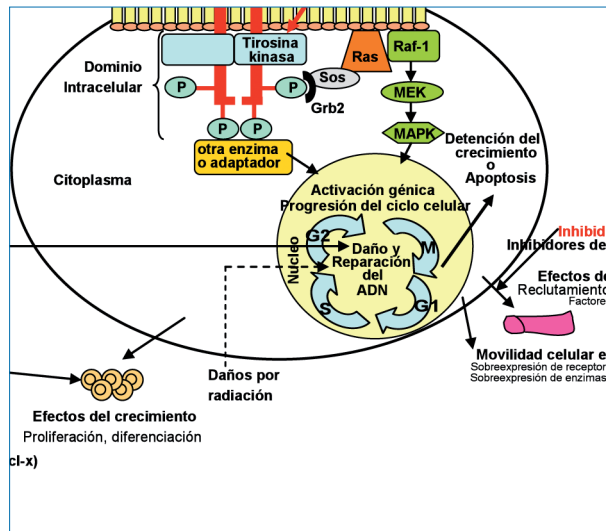 Tirosina
kinasa
Dominio
Intracelular
P
P
P
P
Sos
Grb2
Ras
Raf-1
MEK
MAPK
otra enzima
o adaptador
Citoplasma
Detención del
crecimiento
o
Apoptosis
Activación génica
Progresión del ciclo celular
Núcleo
G2
M
G1
S
Daño y
Reparación
del
ADN
Daños por
radiación
Inhibid
Inhibidores de
Efectos de
Reclutamiento
Factore
Movilidad celular e
Sobreexpresión de receptor
Sobreexpresión de enzimas
Efectos del crecimiento
Proliferación, diferenciación
cl-x)